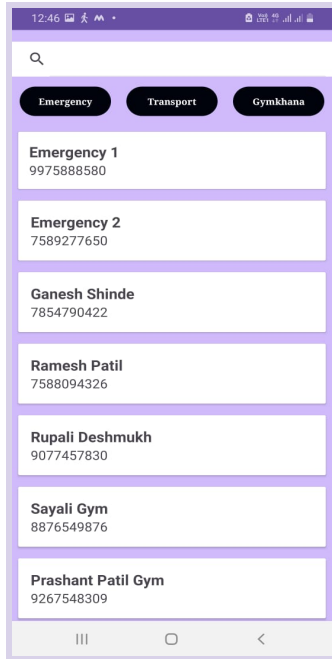 12:46
Emergency Transport Gymkhana
Emergency 1
9975888580
Emergency 2
7589277650
Ganesh Shinde
7854790422
Ramesh Patil
7588094326
Rupali Deshmukh
9077457830
Sayali Gym
8876549876
Prashant Patil Gym
9267548309